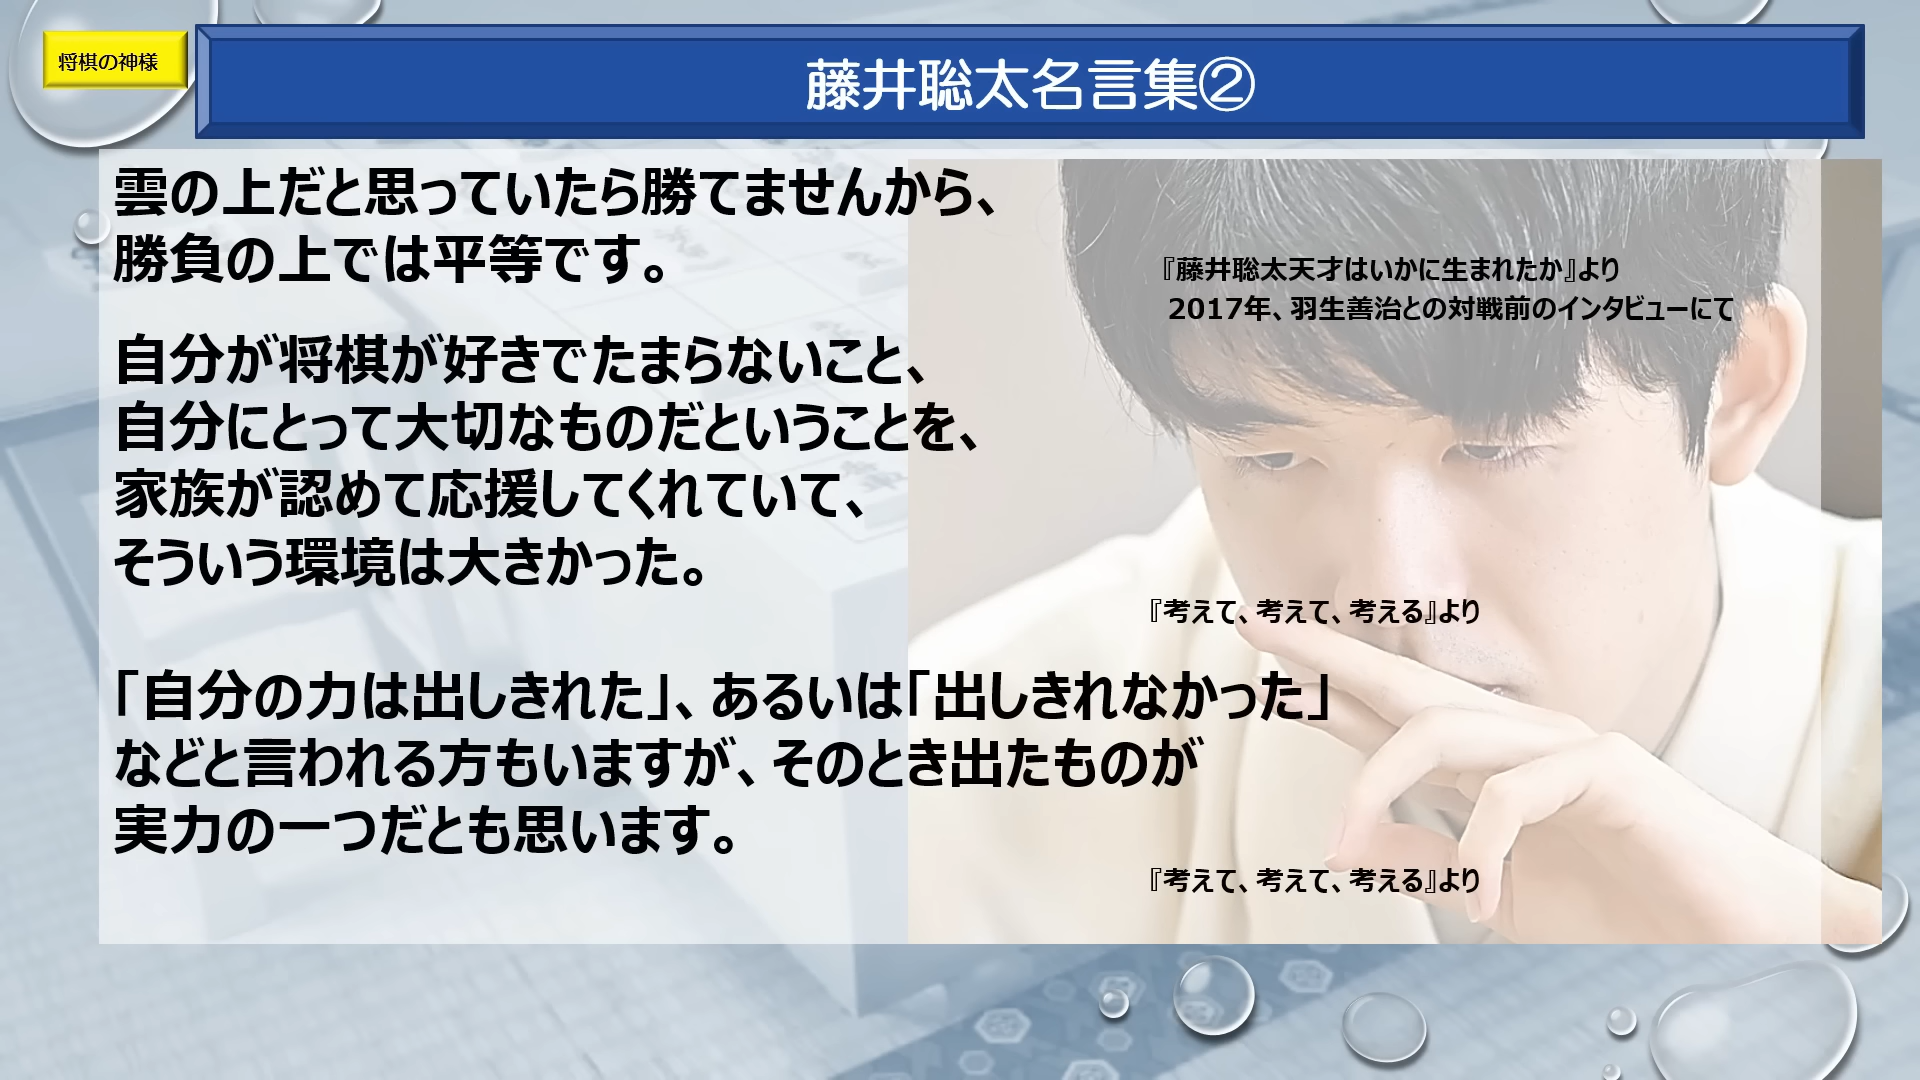 将棋の神様
藤井聡太名言集②
雲の上だと思っていたら勝てませんから、
勝負の上では平等です。
『藤井聡太天才はいかに生まれたか』より
2017年、羽生善治との対戦前のインタビューにて
自分が将棋が好きでたまらないこと、
自分にとって大切なものだということを、
家族が認めて応援してくれていて、
そういう環境は大きかった。
『考えて、考えて、考える』より
「自分の力は出しきれた」、あるいは「出しきれなかった」
などと言われる方もいますが、そのとき出たものが
実力の一つだとも思います。
『考えて、考えて、考える』より